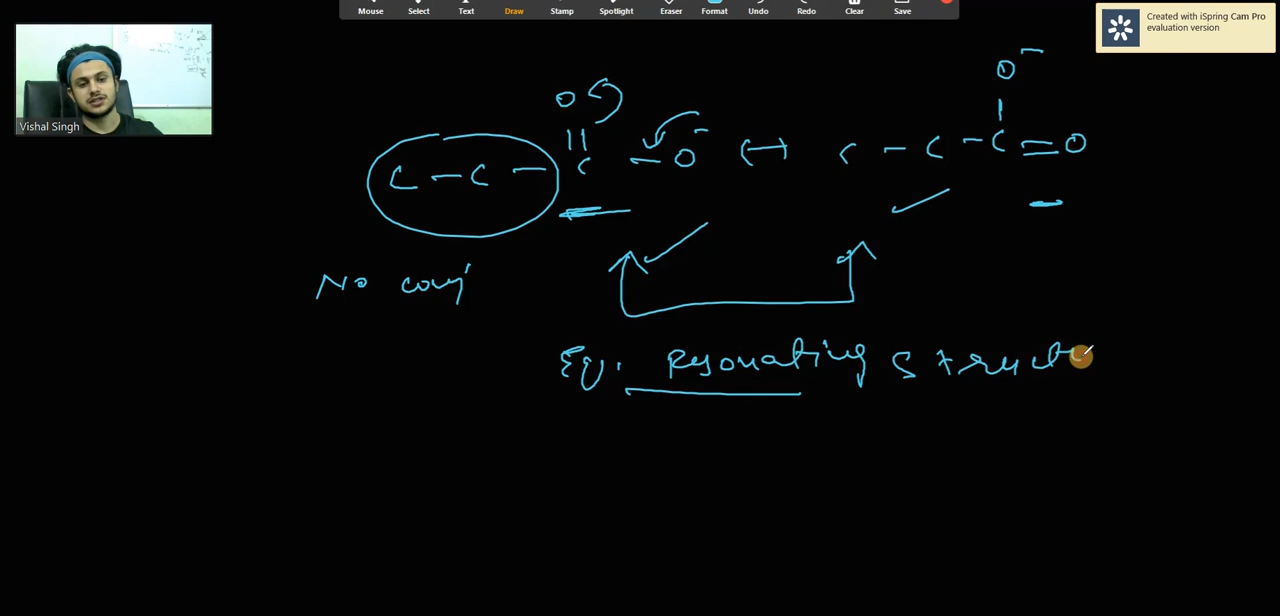 Mouse Select Text Draw Stamp Spotlight Eraser Format Undo Redo Clear Save
Created with iSpring Cam Pro
evaluation version
Vishal Singh
O O⁻
|| |
C - C - C - O⁻ ↔ C - C - C = O
No conj
Eq. Resonating struct